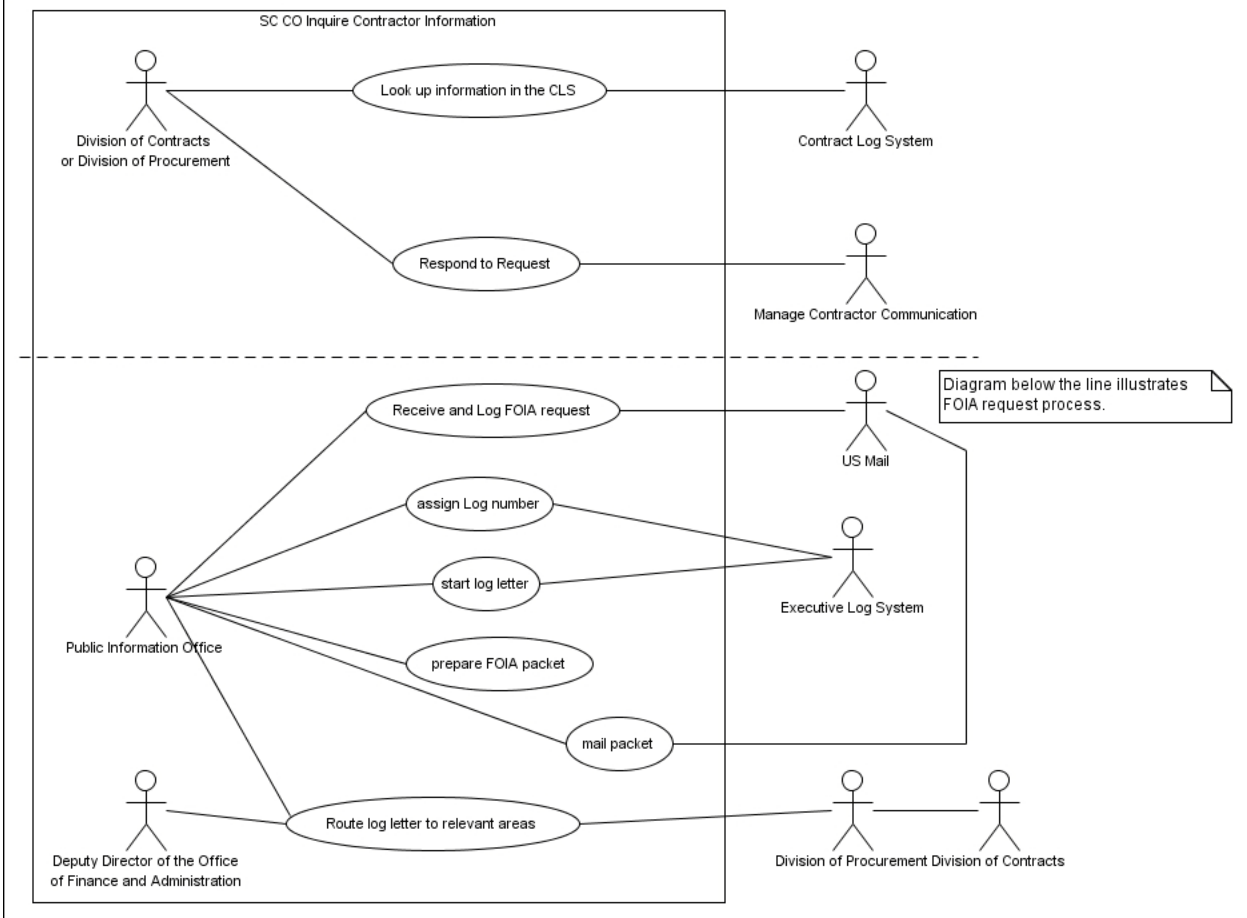 SC CO Inquire Contractor Information
Look up information in the CLS
Division of Contracts
or Division of Procurement
Contract Log System
Respond to Request
Manage Contractor Communication
Diagram below the line illustrates
FOIA request process.
Receive and Log FOIA request
US Mail
assign Log number
start log letter
Executive Log System
Public Information Office
prepare FOIA packet
mail packet
Route log letter to relevant areas
Deputy Director of the Office
of Finance and Administration
Division of Procurement
Division of Contracts